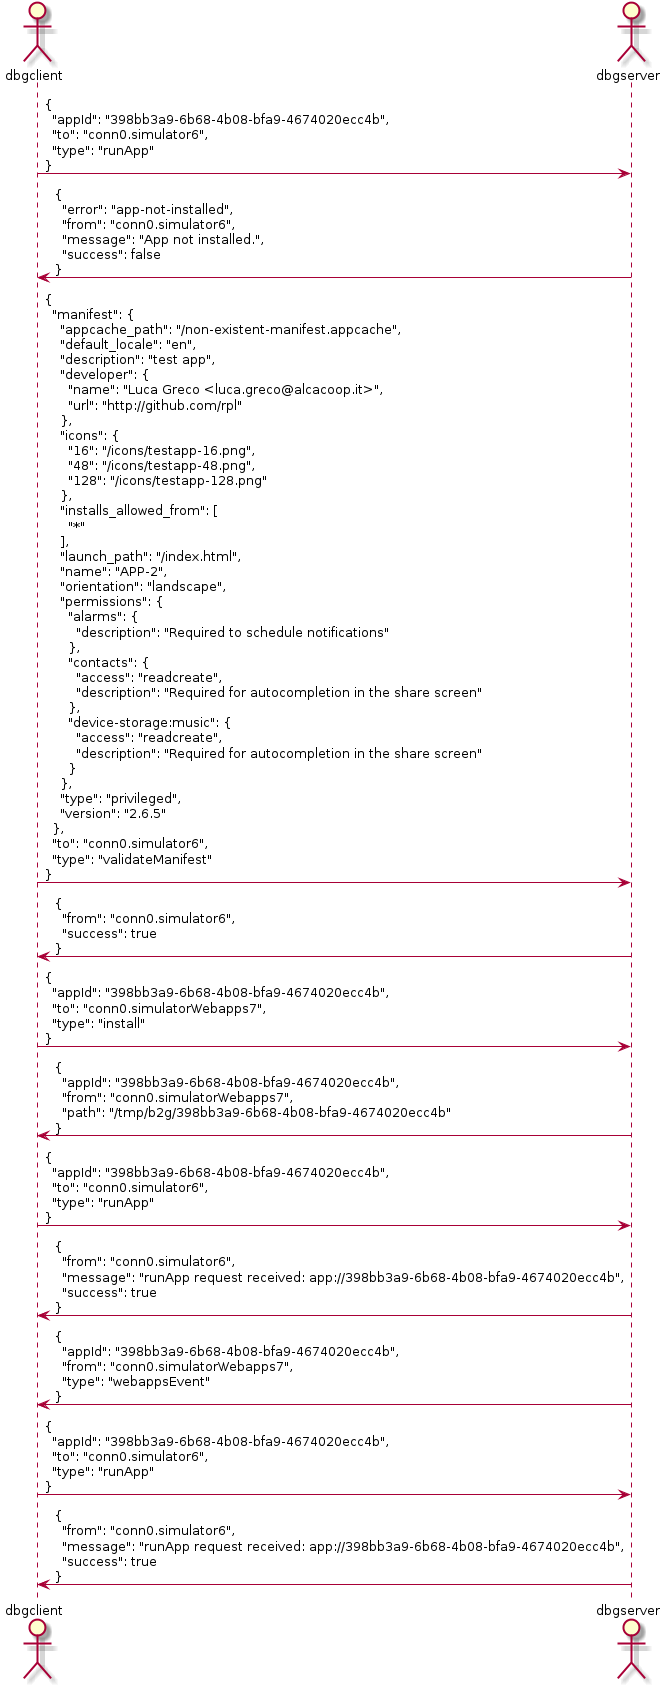 dbgclient dbgserver
{
"appId": "398bb3a9-6b68-4b08-bfa9-4674020ecc4b",
"to": "conn0.simulator6",
"type": "runApp"
}
{
"error": "app-not-installed",
"from": "conn0.simulator6",
"message": "App not installed.",
"success": false
}
{
"manifest": {
"appcache_path": "/non-existent-manifest.appcache",
"default_locale": "en",
"description": "test app",
"developer": {
"name": "Luca Greco <luca.greco@alcacoop.it>",
"url": "http://github.com/rpl"
},
"icons": {
"16": "/icons/testapp-16.png",
"48": "/icons/testapp-48.png",
"128": "/icons/testapp-128.png"
},
"installs_allowed_from": [
"*"
],
"launch_path": "/index.html",
"name": "APP-2",
"orientation": "landscape",
"permissions": {
"alarms": {
"description": "Required to schedule notifications"
},
"contacts": {
"access": "readcreate",
"description": "Required for autocompletion in the share screen"
},
"device-storage:music": {
"access": "readcreate",
"description": "Required for autocompletion in the share screen"
}
},
"type": "privileged",
"version": "2.6.5"
},
"to": "conn0.simulator6",
"type": "validateManifest"
}
{
"from": "conn0.simulator6",
"success": true
}
{
"appId": "398bb3a9-6b68-4b08-bfa9-4674020ecc4b",
"to": "conn0.simulatorWebapps7",
"type": "install"
}
{
"appId": "398bb3a9-6b68-4b08-bfa9-4674020ecc4b",
"from": "conn0.simulatorWebapps7",
"path": "/tmp/b2g/398bb3a9-6b68-4b08-bfa9-4674020ecc4b"
}
{
"appId": "398bb3a9-6b68-4b08-bfa9-4674020ecc4b",
"to": "conn0.simulator6",
"type": "runApp"
}
{
"from": "conn0.simulator6",
"message": "runApp request received: app://398bb3a9-6b68-4b08-bfa9-4674020ecc4b",
"success": true
}
{
"appId": "398bb3a9-6b68-4b08-bfa9-4674020ecc4b",
"from": "conn0.simulatorWebapps7",
"type": "webappsEvent"
}
{
"appId": "398bb3a9-6b68-4b08-bfa9-4674020ecc4b",
"to": "conn0.simulator6",
"type": "runApp"
}
{
"from": "conn0.simulator6",
"message": "runApp request received: app://398bb3a9-6b68-4b08-bfa9-4674020ecc4b",
"success": true
}
dbgclient dbgserver